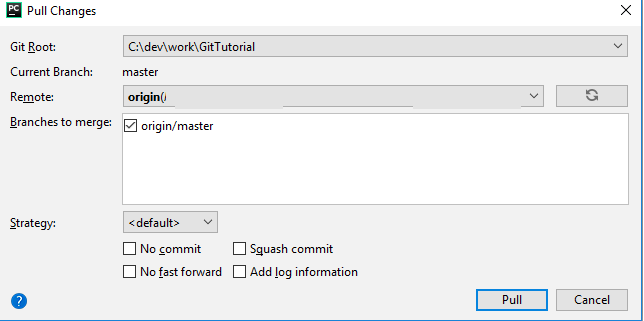 PC Pull Changes
Git Root: C:\dev\work\GitTutorial
Current Branch: master
Remote: origin(/
Branches to merge: origin/master
Strategy: <default>
No commit Squash commit
No fast forward Add log information
? Pull Cancel